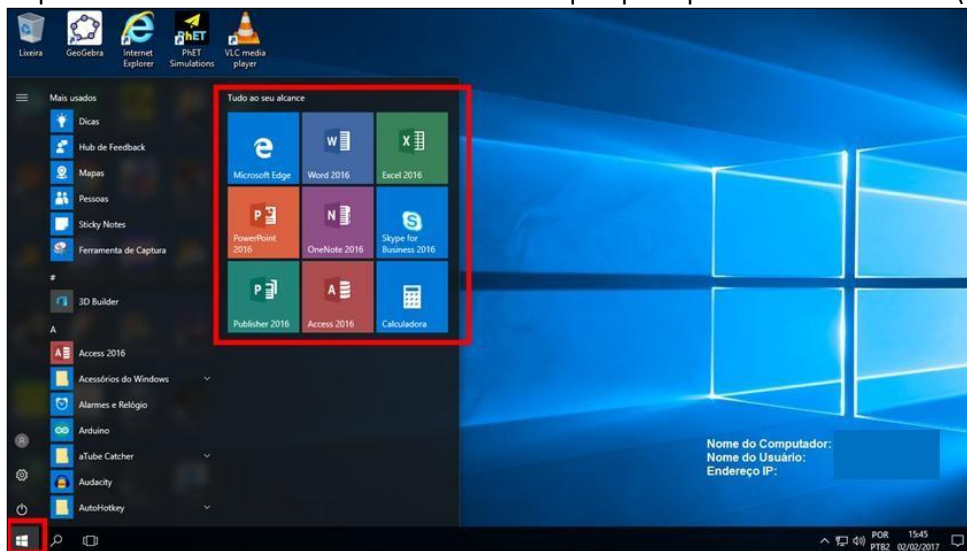 Lixeira
GeoGebra
Internet
Explorer
PhET
Simulations
VLC media
player
Mais usados
Dicas
Hub de Feedback
Mapas
Pessoas
Sticky Notes
Ferramenta de Captura
#
3D Builder
A
Access 2016
Acessórios do Windows
Alarmes e Relógio
Arduino
aTube Catcher
Audacity
AutoHotkey
Tudo ao seu alcance
Microsoft Edge
Word 2016
Excel 2016
PowerPoint
2016
OneNote 2016
Skype for
Business 2016
Publisher 2016
Access 2016
Calculadora
Nome do Computador:
Nome do Usuário:
Endereço IP:
POR
PTB2
15:45
02/02/2017